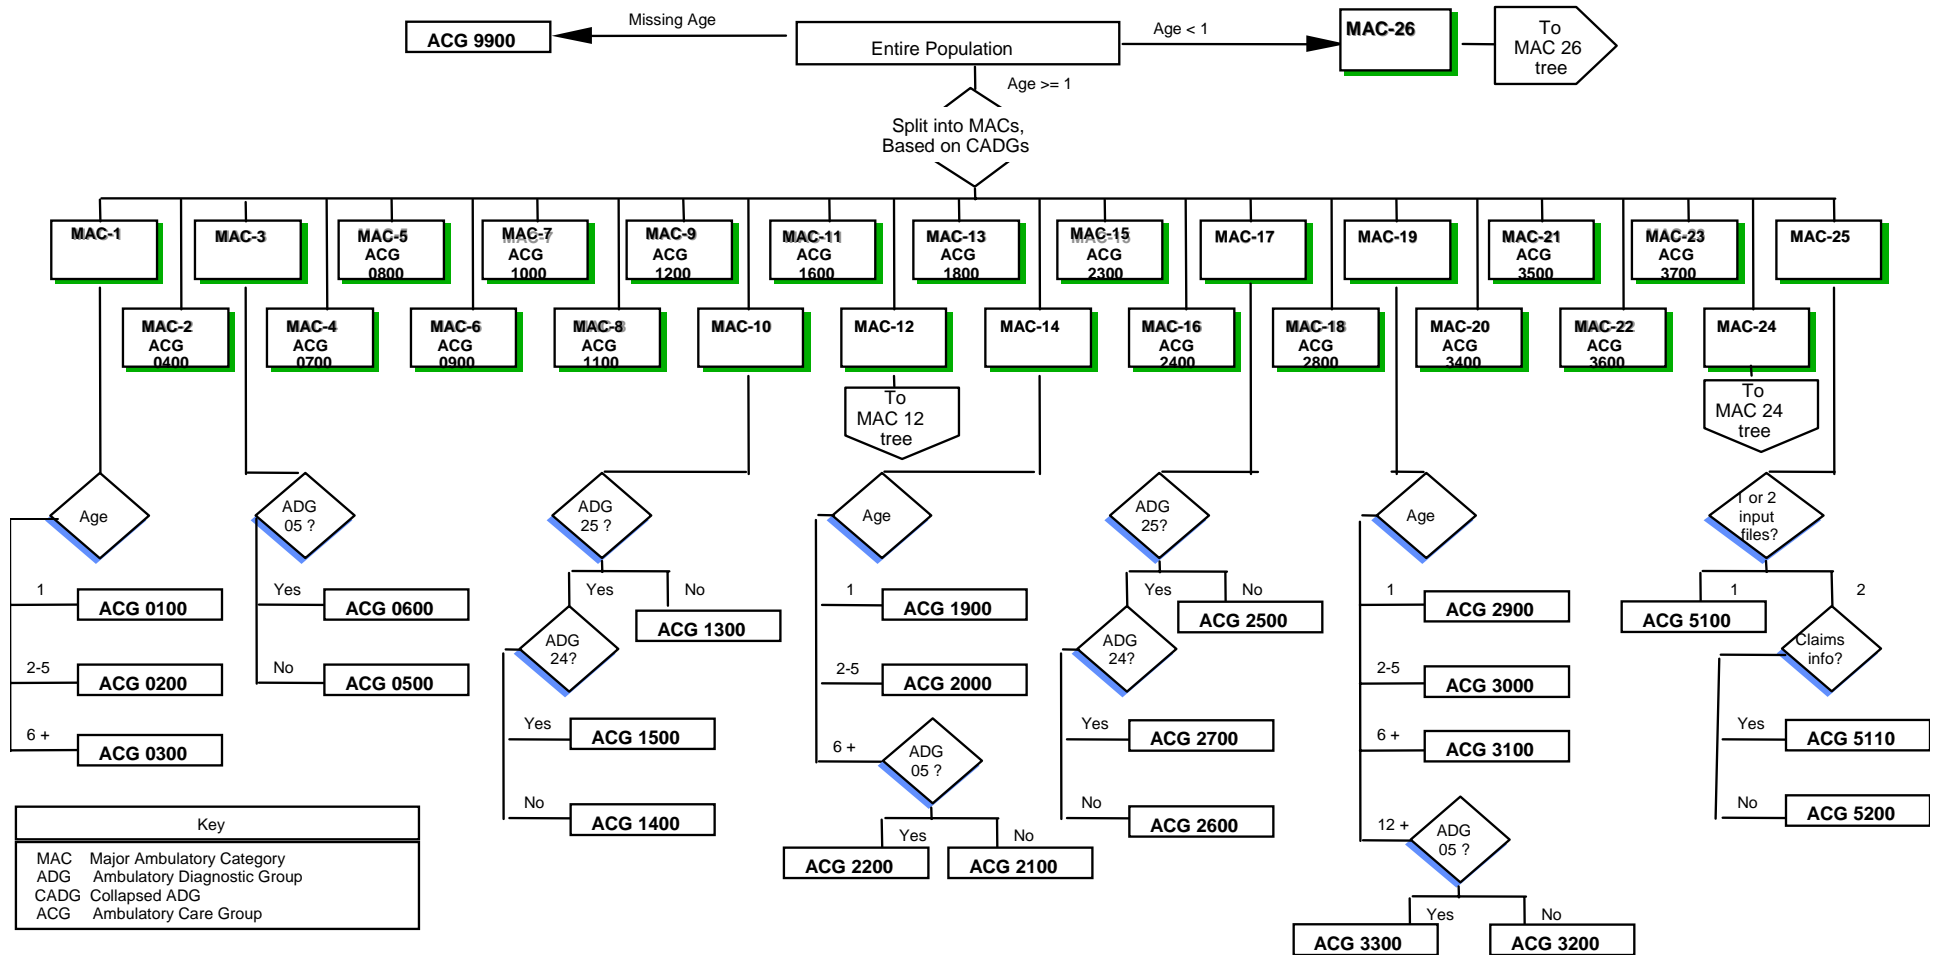 Missing Age
ACG 9900
Entire Population
Age < 1
MAC-26
To
MAC 26
tree
Age >= 1
Split into MACs,
Based on CADGs
MAC-1
MAC-3
MAC-5
ACG
0800
MAC-7
ACG
1000
MAC-9
ACG
1200
MAC-11
ACG
1600
MAC-13
ACG
1800
MAC-15
ACG
2300
MAC-17
MAC-19
MAC-21
ACG
3500
MAC-23
ACG
3700
MAC-25
MAC-2
ACG
0400
MAC-4
ACG
0700
MAC-6
ACG
0900
MAC-8
ACG
1100
MAC-10
MAC-12
MAC-14
MAC-16
ACG
2400
MAC-18
ACG
2800
MAC-20
ACG
3400
MAC-22
ACG
3600
MAC-24
To
MAC 12
tree
To
MAC 24
tree
Age
1
ACG 0100
2-5
ACG 0200
6 +
ACG 0300
ADG
05 ?
Yes
ACG 0600
No
ACG 0500
ADG
25 ?
Yes
No
ACG 1300
ADG
24?
Yes
ACG 1500
No
ACG 1400
Age
1
ACG 1900
2-5
ACG 2000
6 +
ADG
05 ?
Yes
No
ACG 2200
ACG 2100
ADG
25?
Yes
No
ACG 2500
ADG
24?
Yes
ACG 2700
No
ACG 2600
Age
1
ACG 2900
2-5
ACG 3000
6 +
ACG 3100
12 +
ADG
05 ?
Yes
No
ACG 3300
ACG 3200
1 or 2
input
files?
1
2
ACG 5100
Claims
info?
Yes
ACG 5110
No
ACG 5200
Key
MAC Major Ambulatory Category
ADG Ambulatory Diagnostic Group
CADG Collapsed ADG
ACG Ambulatory Care Group